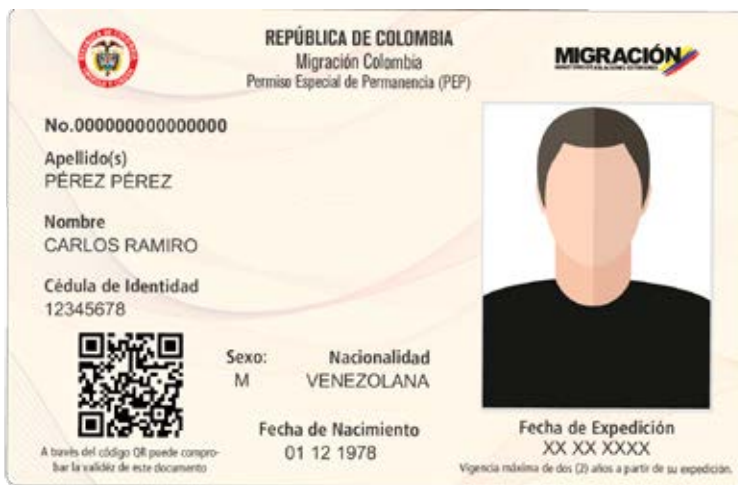 REPÚBLICA DE COLOMBIA
Migración Colombia
Permiso Especial de Permanencia (PEP)
MIGRACIÓN
No.000000000000000
Apellido(s)
PÉREZ PÉREZ
Nombre
CARLOS RAMIRO
Cédula de Identidad
12345678
Sexo: Nacionalidad
M VENEZOLANA
Fecha de Nacimiento
01 12 1978
A través del código QR puede compro-
bar la validéz de este documento
Fecha de Expedición
XX XX XXXX
Vigencia máxima de dos (2) años a partir de su expedición.